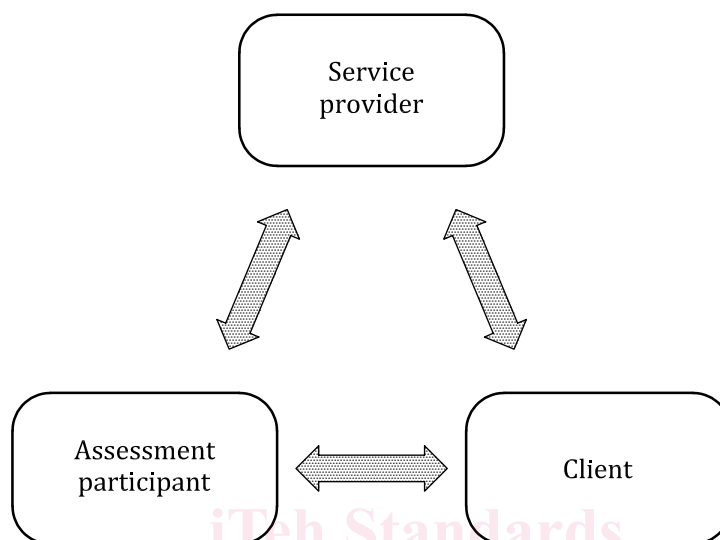 Service
provider
Assessment
participant
Client
iTeh Standards